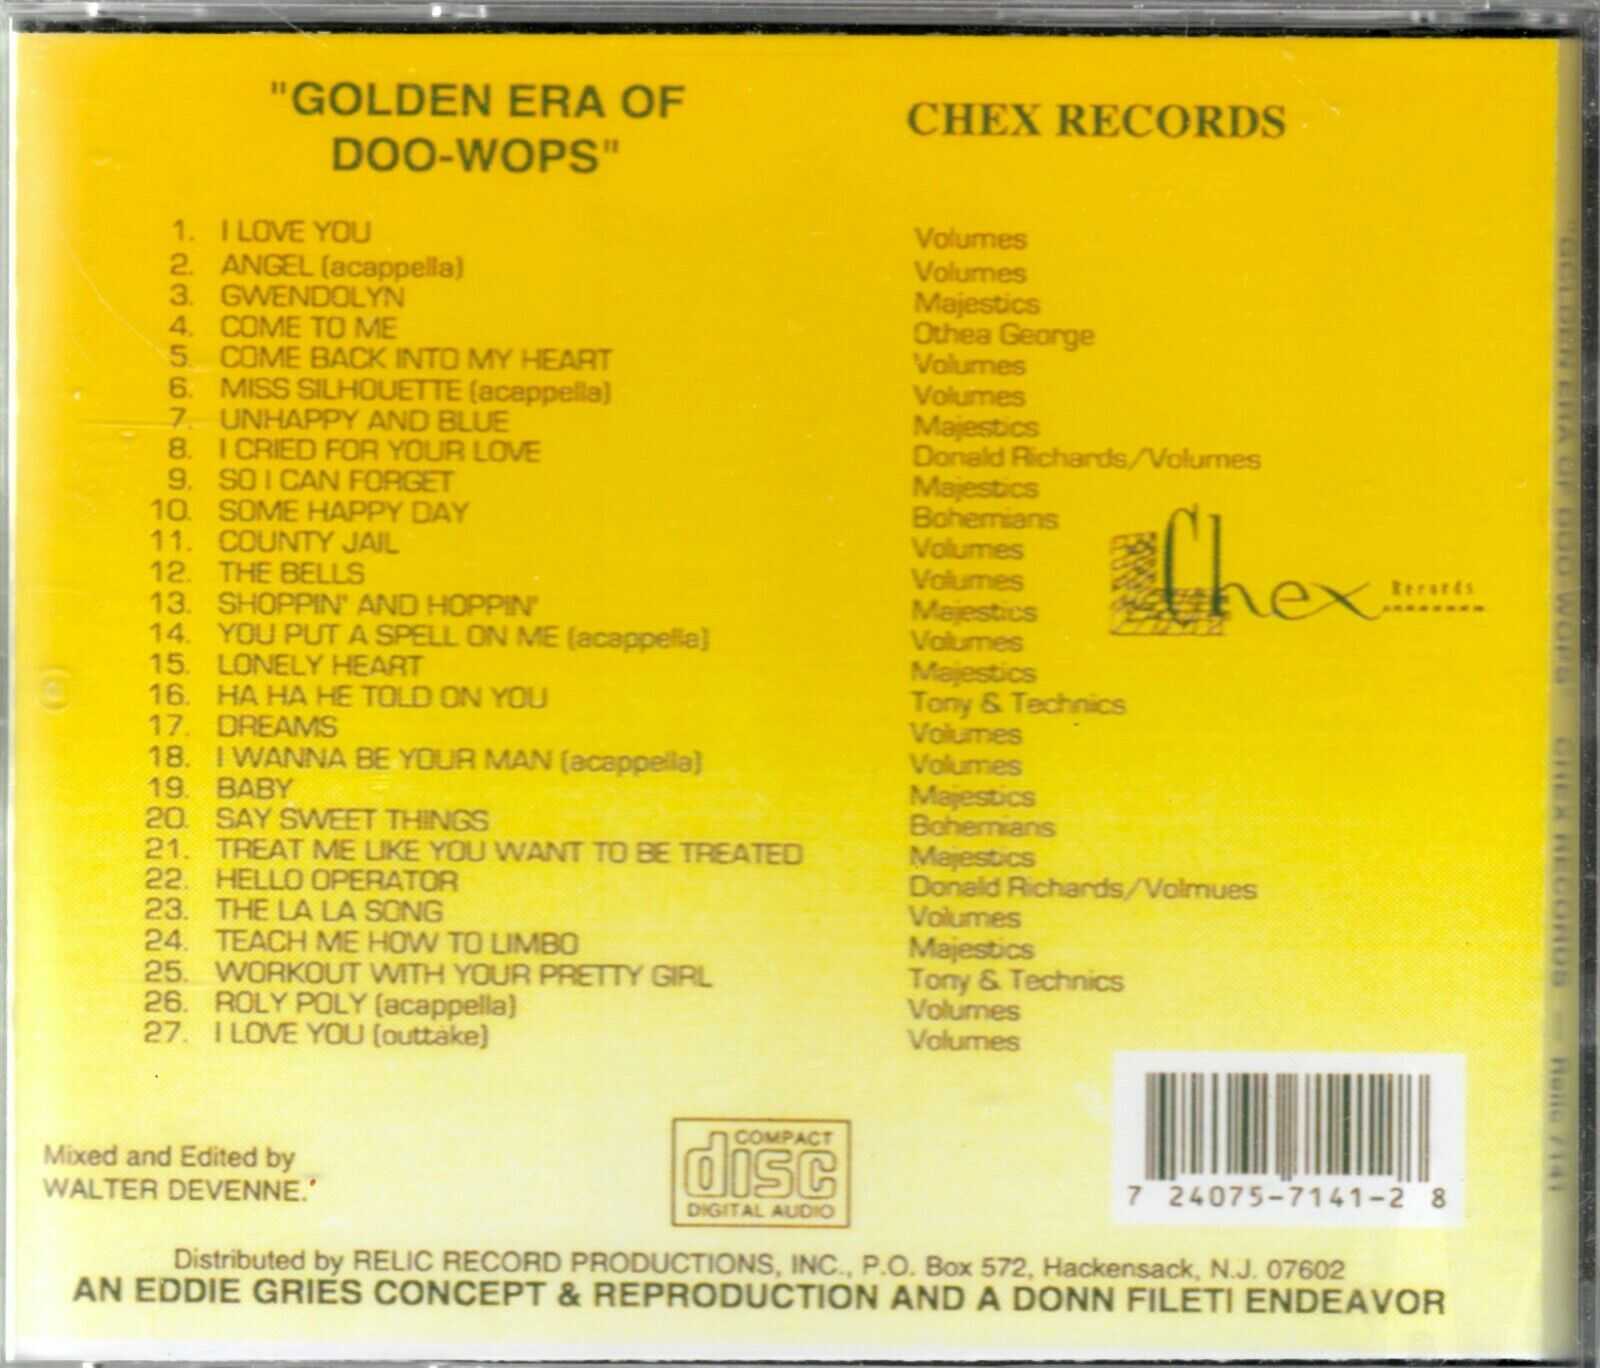 "GOLDEN ERA OF
DOO-WOPS"
CHEX RECORDS
1. I LOVE YOU Volumes
2. ANGEL (acappella) Volumes
3. GWENDOLYN Majestics
4. COME TO ME Othea George
5. COME BACK INTO MY HEART Volumes
6. MISS SILHOUETTE (acappella) Volumes
7. UNHAPPY AND BLUE Majestics
8. I CRIED FOR YOUR LOVE Donald Richards/Volumes
9. SO I CAN FORGET Majestics
10. SOME HAPPY DAY Bohemians
11. COUNTY JAIL Volumes
12. THE BELLS Volumes
13. SHOPPIN' AND HOPPIN' Majestics
14. YOU PUT A SPELL ON ME (acappella) Volumes
15. LONELY HEART Majestics
16. HA HA HE TOLD ON YOU Tony & Technics
17. DREAMS Volumes
18. I WANNA BE YOUR MAN (acappella) Volumes
19. BABY Majestics
20. SAY SWEET THINGS Bohemians
21. TREAT ME LIKE YOU WANT TO BE TREATED Majestics
22. HELLO OPERATOR Donald Richards/Volmues
23. THE LA LA SONG Volumes
24. TEACH ME HOW TO LIMBO Majestics
25. WORKOUT WITH YOUR PRETTY GIRL Tony & Technics
26. ROLY POLY (acappella) Volumes
27. I LOVE YOU (outtake) Volumes
Chex Records
Mixed and Edited by
WALTER DEVENNE.
COMPACT
disc
DIGITAL AUDIO
7 24075-7141-2 8
Distributed by RELIC RECORD PRODUCTIONS, INC., P.O. Box 572, Hackensack, N.J. 07602
AN EDDIE GRIES CONCEPT & REPRODUCTION AND A DONN FILETI ENDEAVOR
"GOLDEN ERA OF DOO-WOPS" CHEX RECORDS — Relic 7141